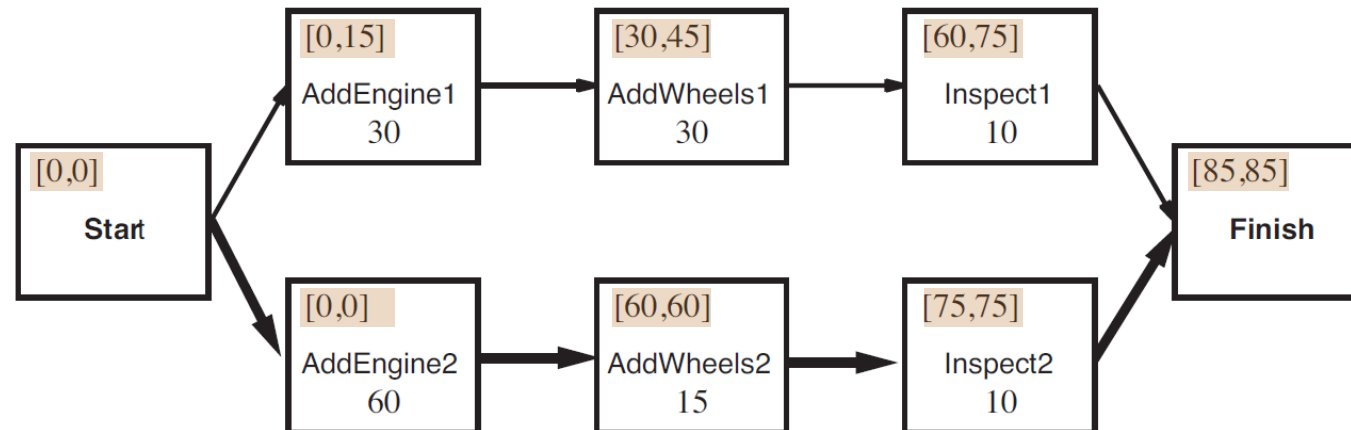 [0,15]
AddEngine1
30
[30,45]
AddWheels1
30
[60,75]
Inspect1
10
[0,0]
Start
[85,85]
Finish
[0,0]
AddEngine2
60
[60,60]
AddWheels2
15
[75,75]
Inspect2
10